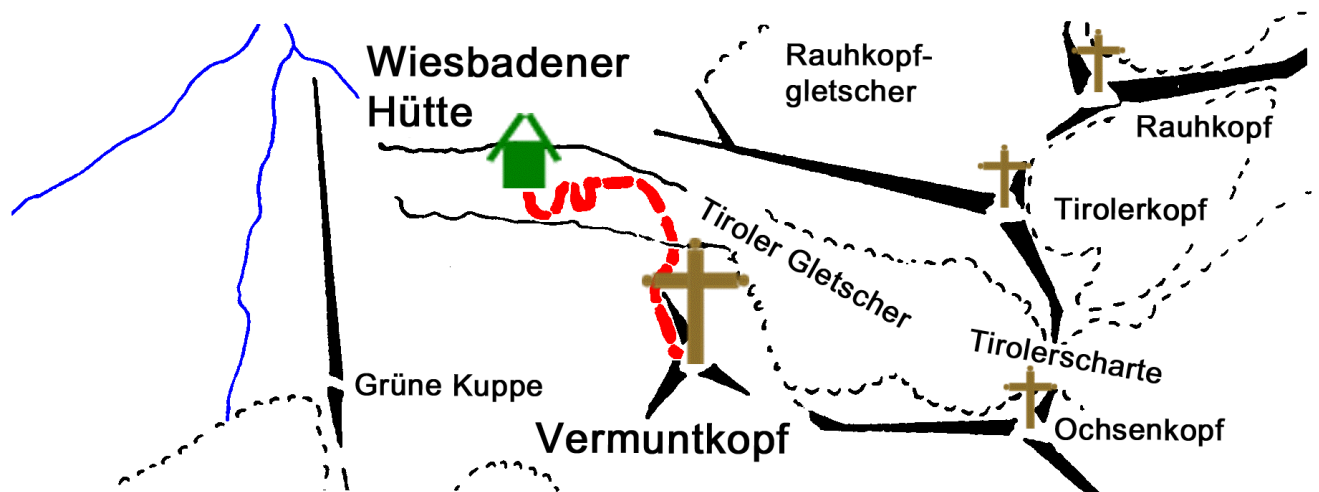 Wiesbadener
Hütte
Rauhkopf-
gletscher
Rauhkopf
Tirolerkopf
Tiroler Gletscher
Tirolerscharte
Grüne Kuppe
Vermuntkopf
Ochsenkopf